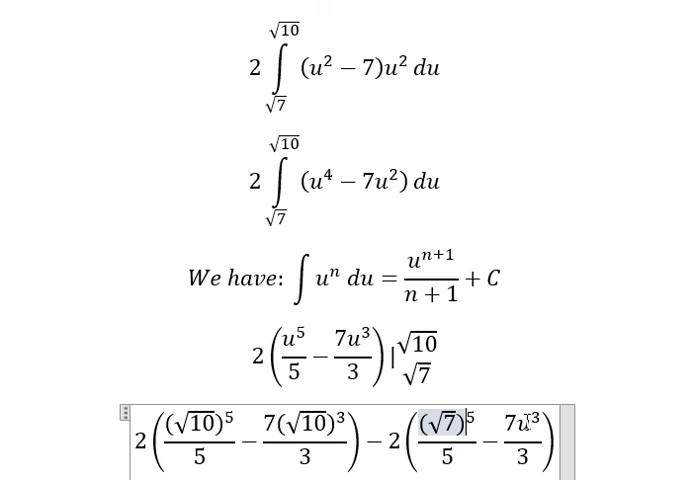 2 ∫_{√7}^{√10} (u² − 7)u² du
2 ∫_{√7}^{√10} (u⁴ − 7u²) du
We have: ∫ uⁿ du = uⁿ⁺¹/(n + 1) + C
2 (u⁵/5 − 7u³/3) |_{√7}^{√10}
2 ((√10)⁵/5 − 7(√10)³/3) − 2 ((√7)⁵/5 − 7u³/3)